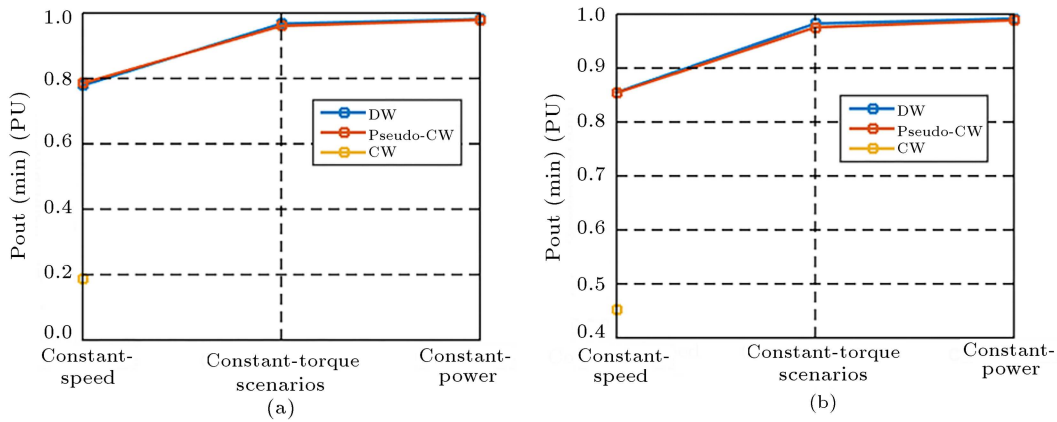 Pout (min) (PU)
1.0
0.8
0.6
0.4
0.2
0.0
DW
Pseudo-CW
CW
Constant-
speed
Constant-torque
scenarios
Constant-
power
(a)
Pout (min) (PU)
1.0
0.9
0.8
0.7
0.6
0.5
0.4
DW
Pseudo-CW
CW
Constant-
speed
Constant-torque
scenarios
Constant-
power
(b)